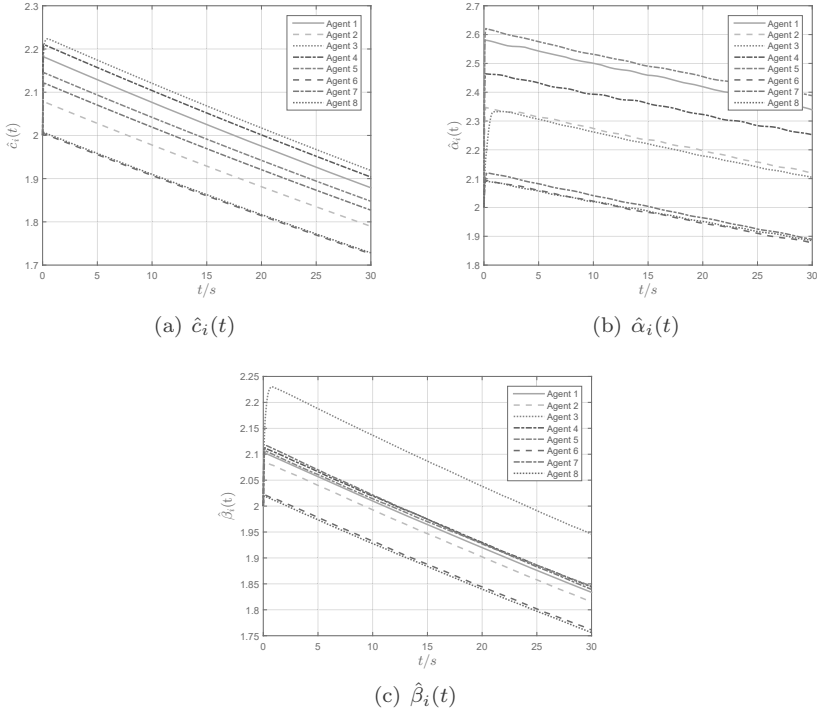 2.3
2.2
2.1
2
1.9
1.8
1.7
ĉᵢ(t)
0 5 10 15 20 25 30
t/s
Agent 1
Agent 2
Agent 3
Agent 4
Agent 5
Agent 6
Agent 7
Agent 8
(a) ĉᵢ(t)
2.7
2.6
2.5
2.4
2.3
2.2
2.1
2
1.9
1.8
α̂ᵢ(t)
0 5 10 15 20 25 30
t/s
Agent 1
Agent 2
Agent 3
Agent 4
Agent 5
Agent 6
Agent 7
Agent 8
(b) α̂ᵢ(t)
2.25
2.2
2.15
2.1
2.05
2
1.95
1.9
1.85
1.8
1.75
β̂ᵢ(t)
0 5 10 15 20 25 30
t/s
Agent 1
Agent 2
Agent 3
Agent 4
Agent 5
Agent 6
Agent 7
Agent 8
(c) β̂ᵢ(t)